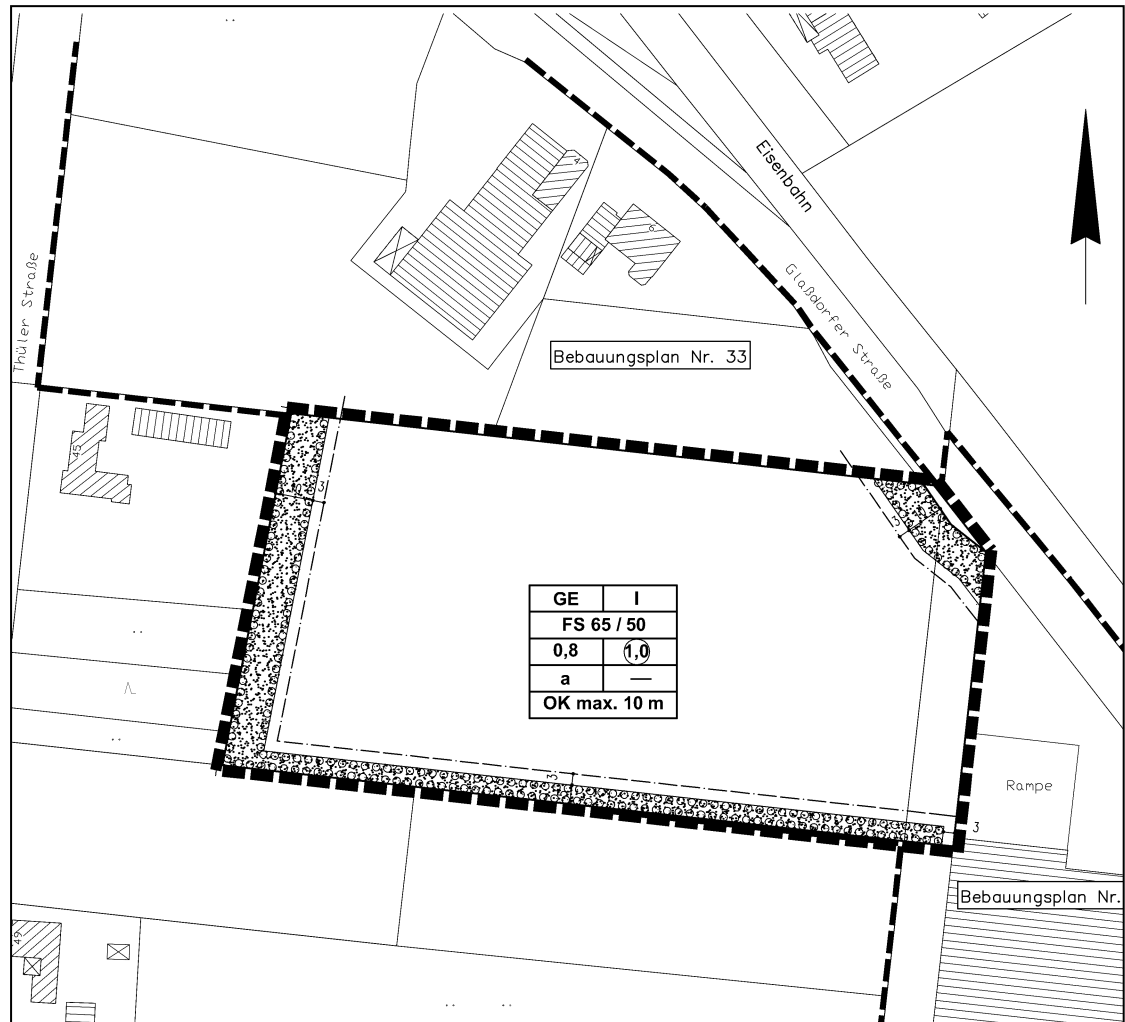 Eisenbahn
Thüler Straße
Glaßdorfer Straße
4
6
Bebauungsplan Nr. 33
45
3
3
GE I
FS 65 / 50
0,8 1,0
a —
OK max. 10 m
3
Rampe
3
Bebauungsplan Nr.
49